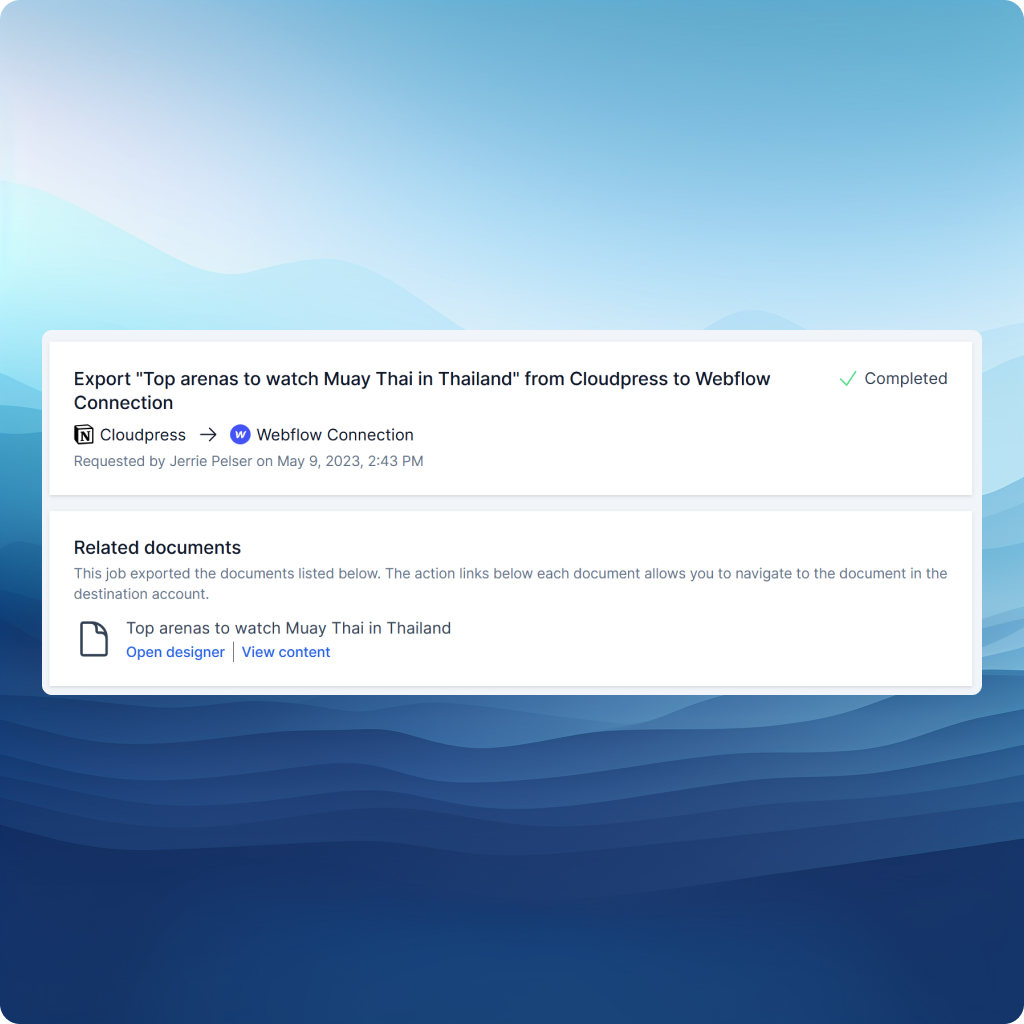 Export "Top arenas to watch Muay Thai in Thailand" from Cloudpress to Webflow
Connection
Completed
N Cloudpress → W Webflow Connection
Requested by Jerrie Pelser on May 9, 2023, 2:43 PM
Related documents
This job exported the documents listed below. The action links below each document allows you to navigate to the document in the
destination account.
Top arenas to watch Muay Thai in Thailand
Open designer | View content